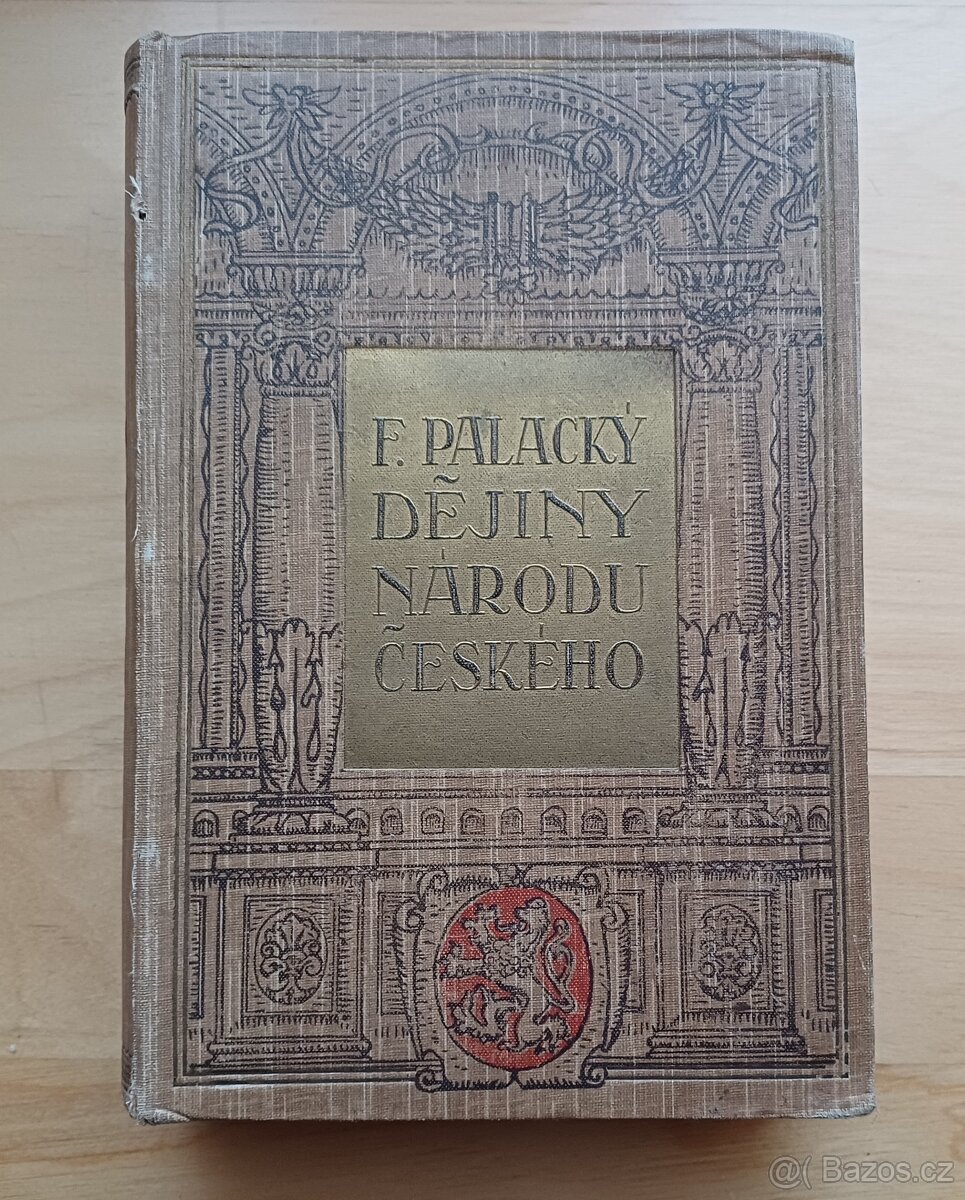 F. PALACKÝ
DĚJINY
NÁRODU
ČESKÉHO
@( Bazos.cz